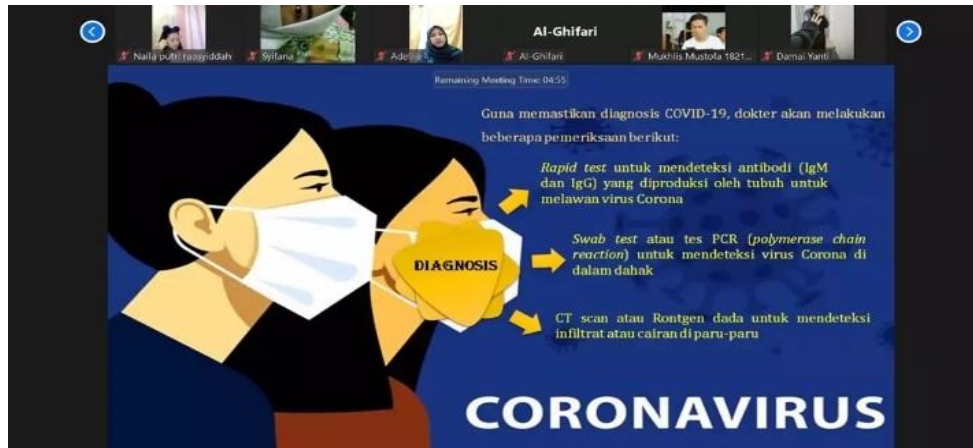 Al-Ghifari
Naila putri raasyiddah
Syifana
Al-Ghifari
Mukhlis Mustofa 1821...
Damai Yanti
Remaining Meeting Time: 04:55
Guna memastikan diagnosis COVID-19, dokter akan melakukan
beberapa pemeriksaan berikut:
Rapid test untuk mendeteksi antibodi (IgM
dan IgG) yang diproduksi oleh tubuh untuk
melawan virus Corona
DIAGNOSIS
Swab test atau tes PCR (polymerase chain
reaction) untuk mendeteksi virus Corona di
dalam dahak
CT scan atau Rontgen dada untuk mendeteksi
infiltrat atau cairan di paru-paru
CORONAVIRUS